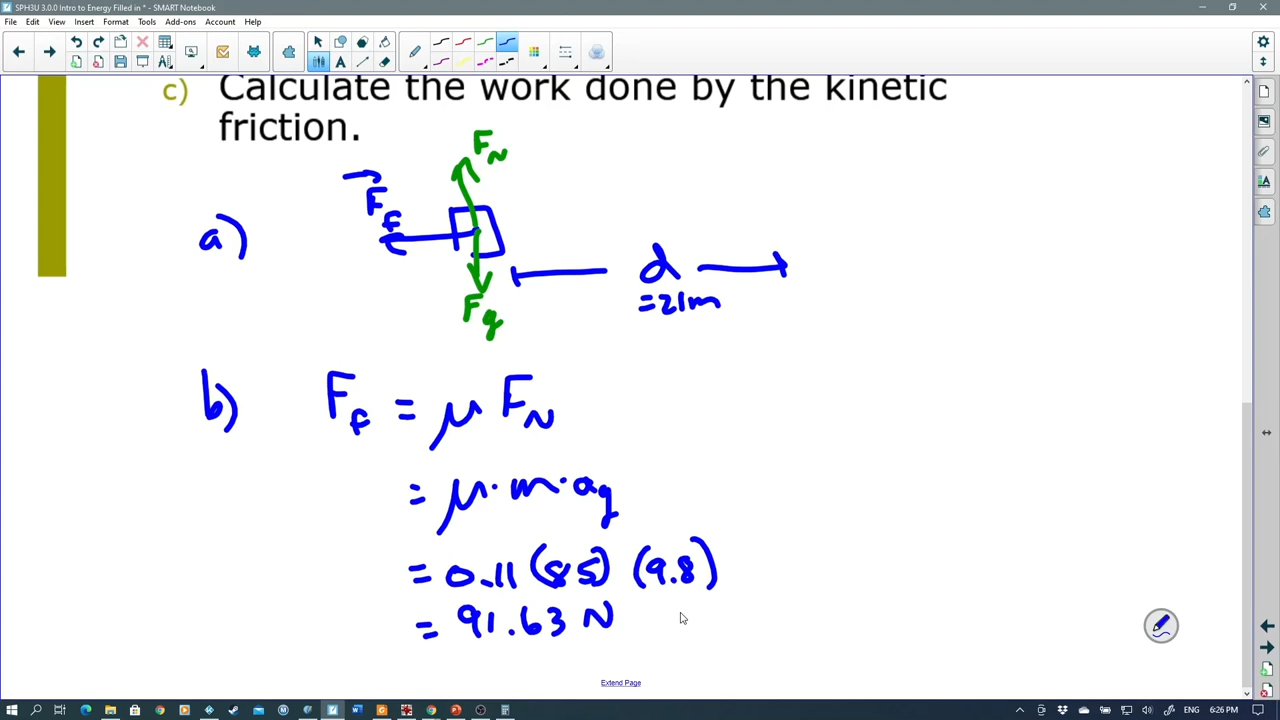 SPH3U 3.0.0 Intro to Energy Filled in * - SMART Notebook
File Edit View Insert Format Tools Add-ons Account Help
c) Calculate the work done by the kinetic
friction.
a)
F_N
F_f
F_g
d
=21m
b) F_f = μ F_N
= μ·m·a_g
= 0.11 (85) (9.8)
= 91.63 N
Extend Page
ENG 6:26 PM